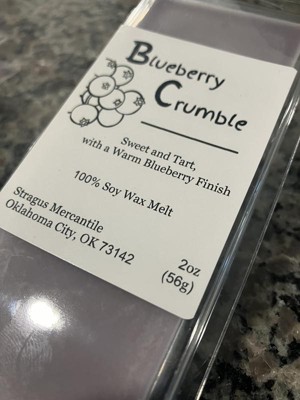 Blueberry
Crumble
Sweet and Tart,
with a Warm Blueberry Finish
100% Soy Wax Melt
Stragus Mercantile
Oklahoma City, OK 73142
2oz
(56g)